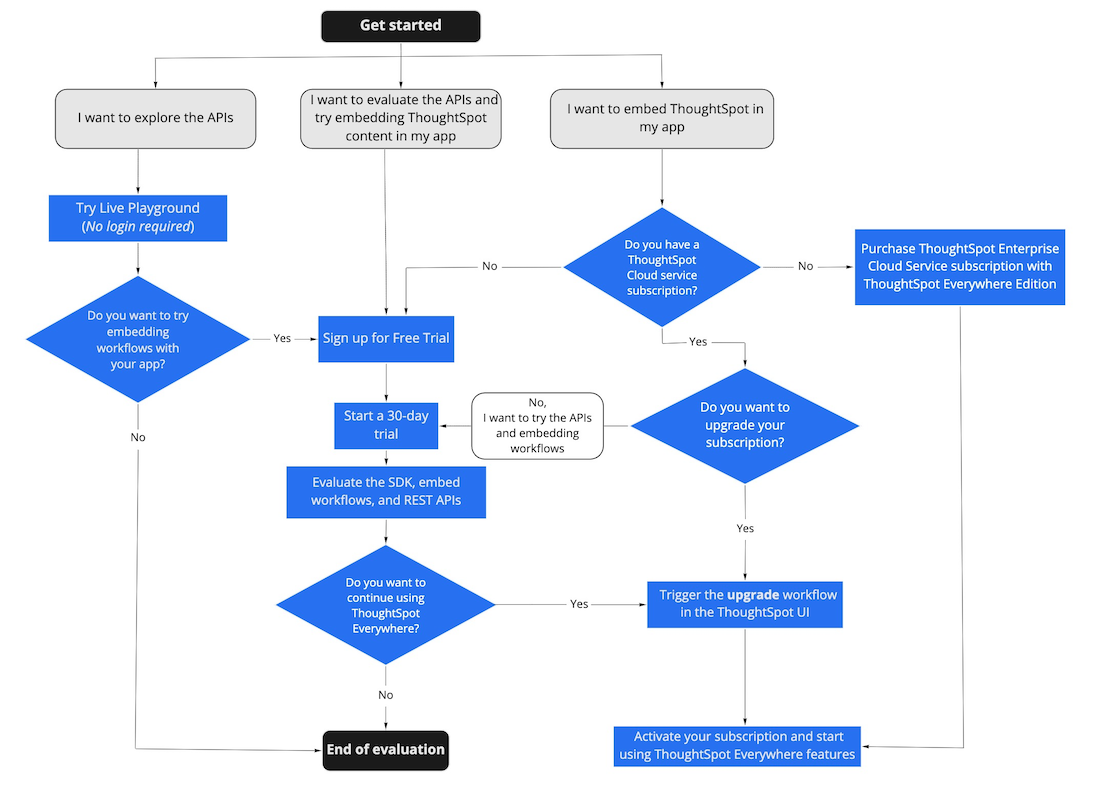 Get started
I want to explore the APIs
I want to evaluate the APIs and
try embedding ThoughtSpot
content in my app
I want to embed ThoughtSpot in
my app
Try Live Playground
(No login required)
Do you have a
ThoughtSpot
Cloud service
subscription?
No
No
Purchase ThoughtSpot Enterprise
Cloud Service subscription with
ThoughtSpot Everywhere Edition
Do you want to try
embedding
workflows with
your app?
Yes
Sign up for Free Trial
Yes
No
Start a 30-day
trial
No,
I want to try the APIs
and embedding
workflows
Do you want to
upgrade your
subscription?
Evaluate the SDK, embed
workflows, and REST APIs
Yes
Do you want to
continue using
ThoughtSpot
Everywhere?
Yes
Trigger the upgrade workflow
in the ThoughtSpot UI
No
End of evaluation
Activate your subscription and start
using ThoughtSpot Everywhere features